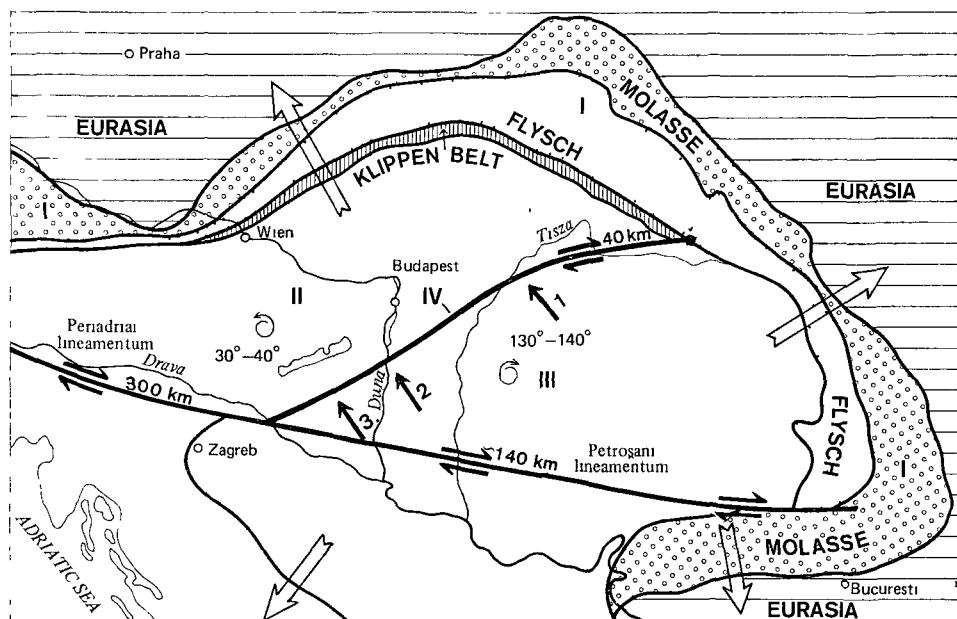 Praha
EURASIA
I
MOLASSE
FLYSCH
KLIPPEN BELT
EURASIA
I
Wien
Tisza
40 km
Budapest
II
IV
1
Periadriai
lineamentum
30°–40°
130°–140°
Drava
Duna
2
III
300 km
3
FLYSCH
Zagreb
<140 km
Petroşani
lineamentum
I
ADRIATIC SEA
MOLASSE
Bucuresti
EURASIA